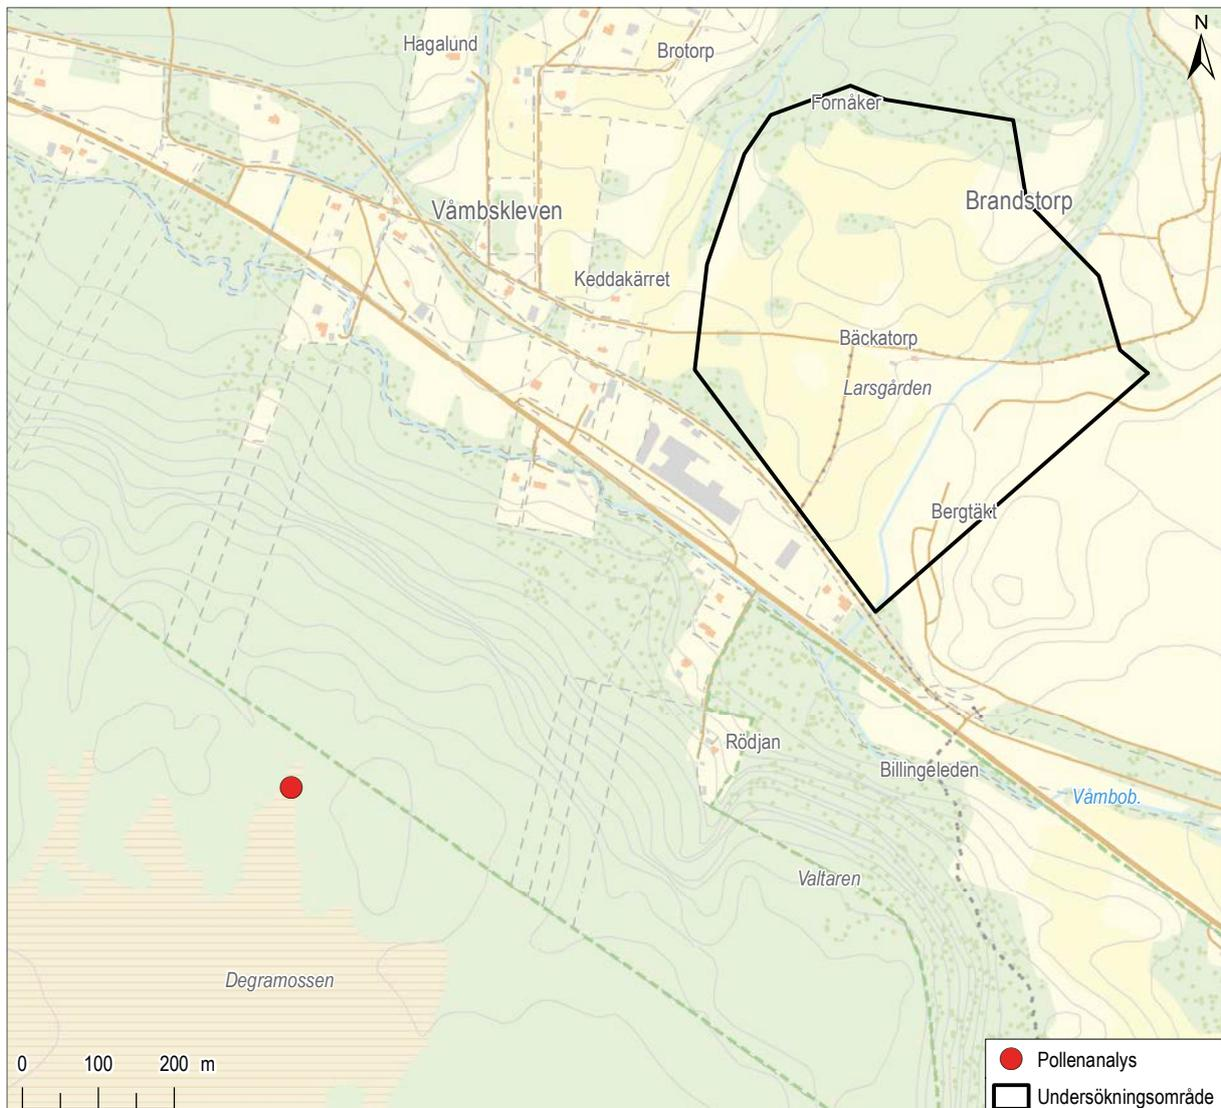 N
Hagalund
Brotorp
Fornåker
Brandstorp
Våmbskleven
Keddakärret
Bäckatorp
Larsgården
Bergtäkt
Rödjan
Billingeleden
Våmbob.
Valtaren
Degramossen
0 100 200 m
Pollenanalys
Undersökningsområde